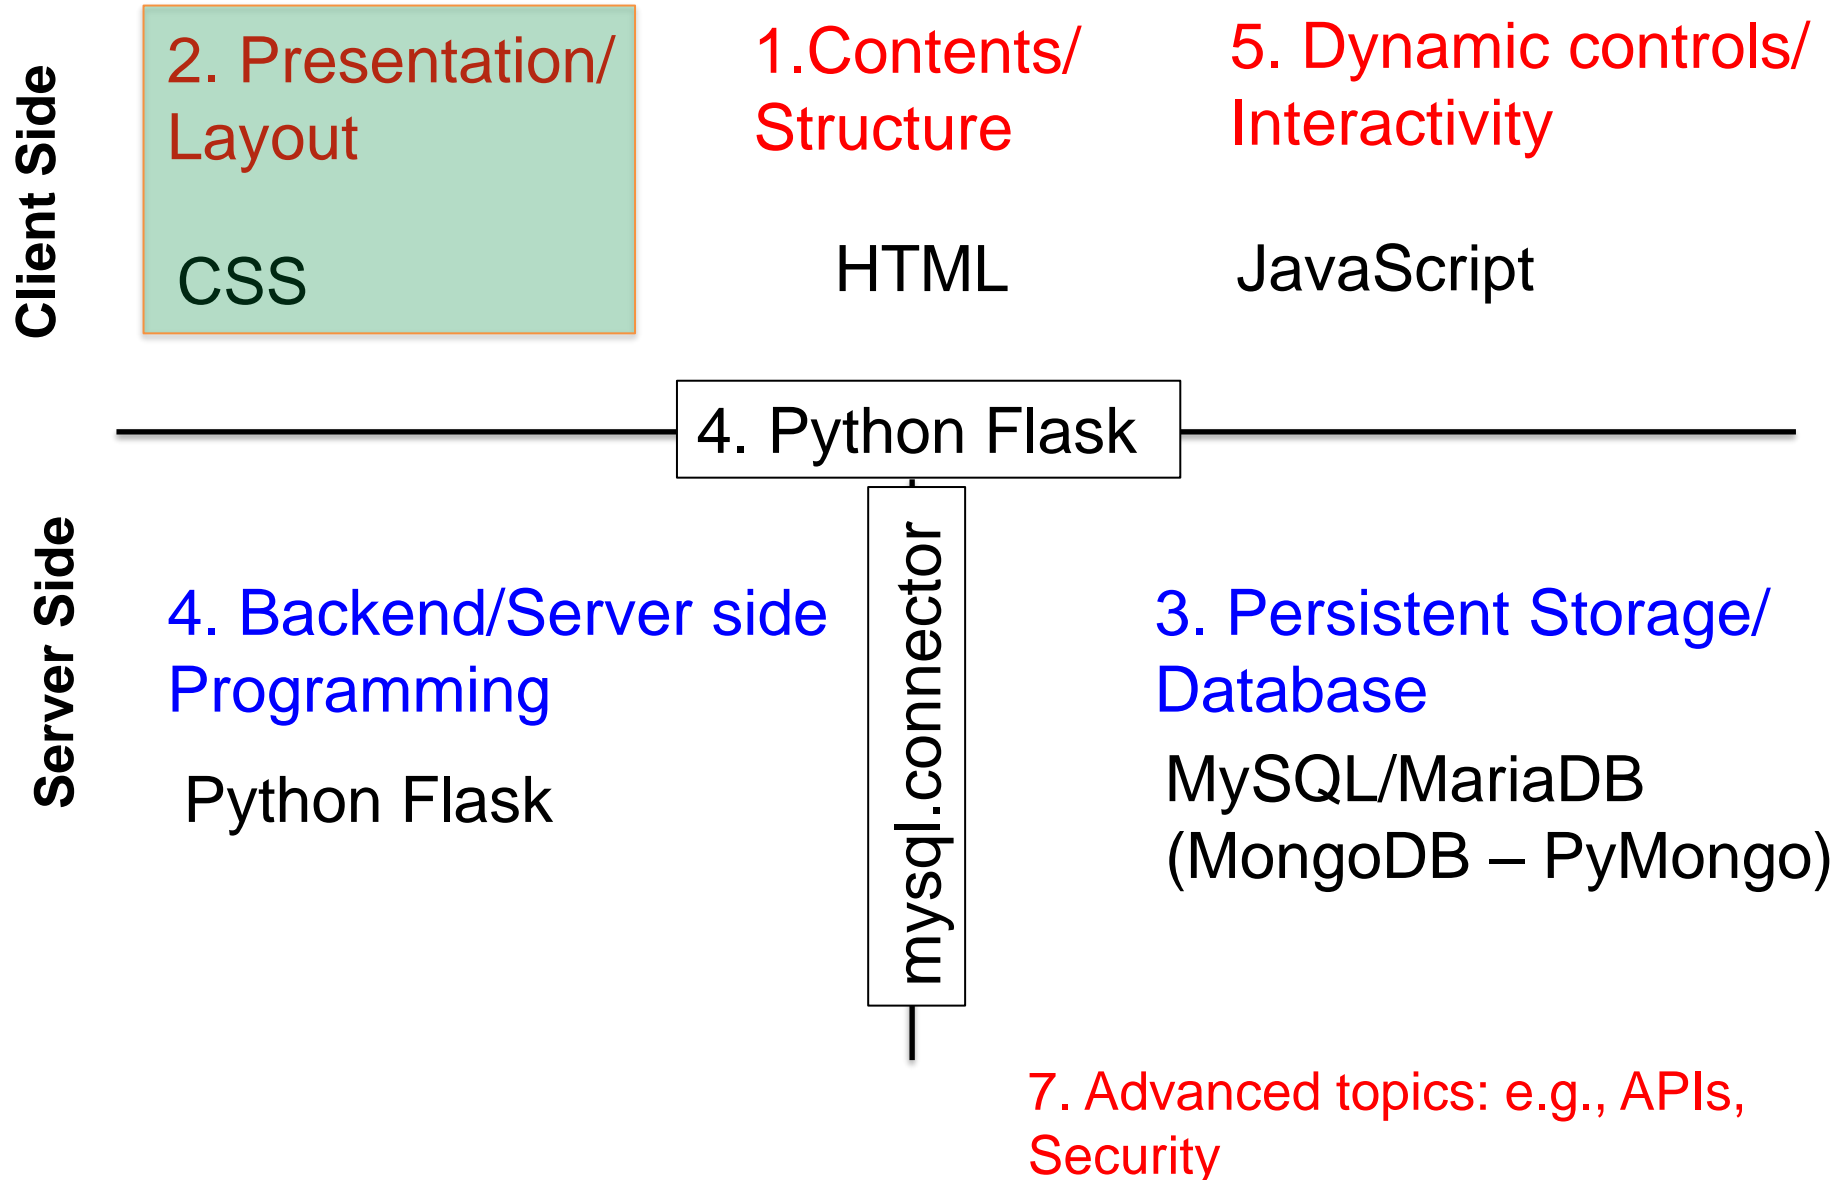 Client Side
2. Presentation/
Layout
CSS
1.Contents/
Structure
HTML
5. Dynamic controls/
Interactivity
JavaScript
4. Python Flask
Server Side
4. Backend/Server side
Programming
Python Flask
mysql.connector
3. Persistent Storage/
Database
MySQL/MariaDB
(MongoDB – PyMongo)
7. Advanced topics: e.g., APIs,
Security